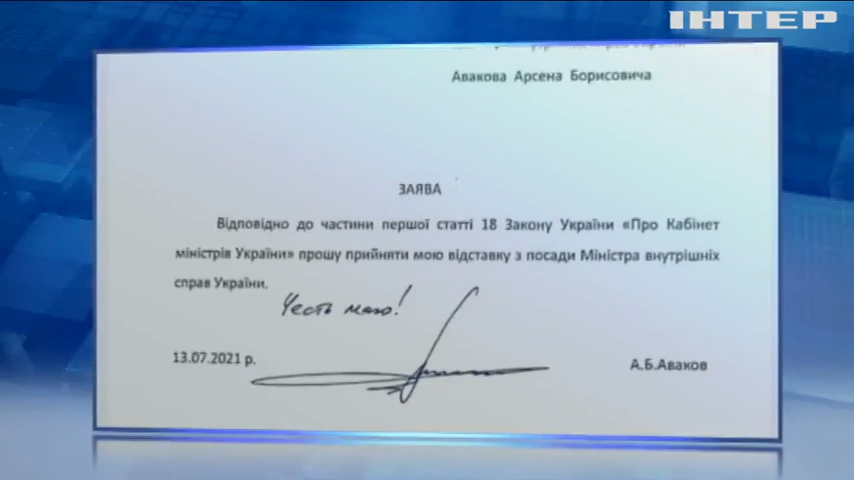 ІНТЕР
Авакова Арсена Борисовича
ЗАЯВА
Відповідно до частини першої статті 18 Закону України «Про Кабінет
міністрів України» прошу прийняти мою відставку з посади Міністра внутрішніх
справ України.
Честь маю!
13.07.2021 р.
А.Б.Аваков